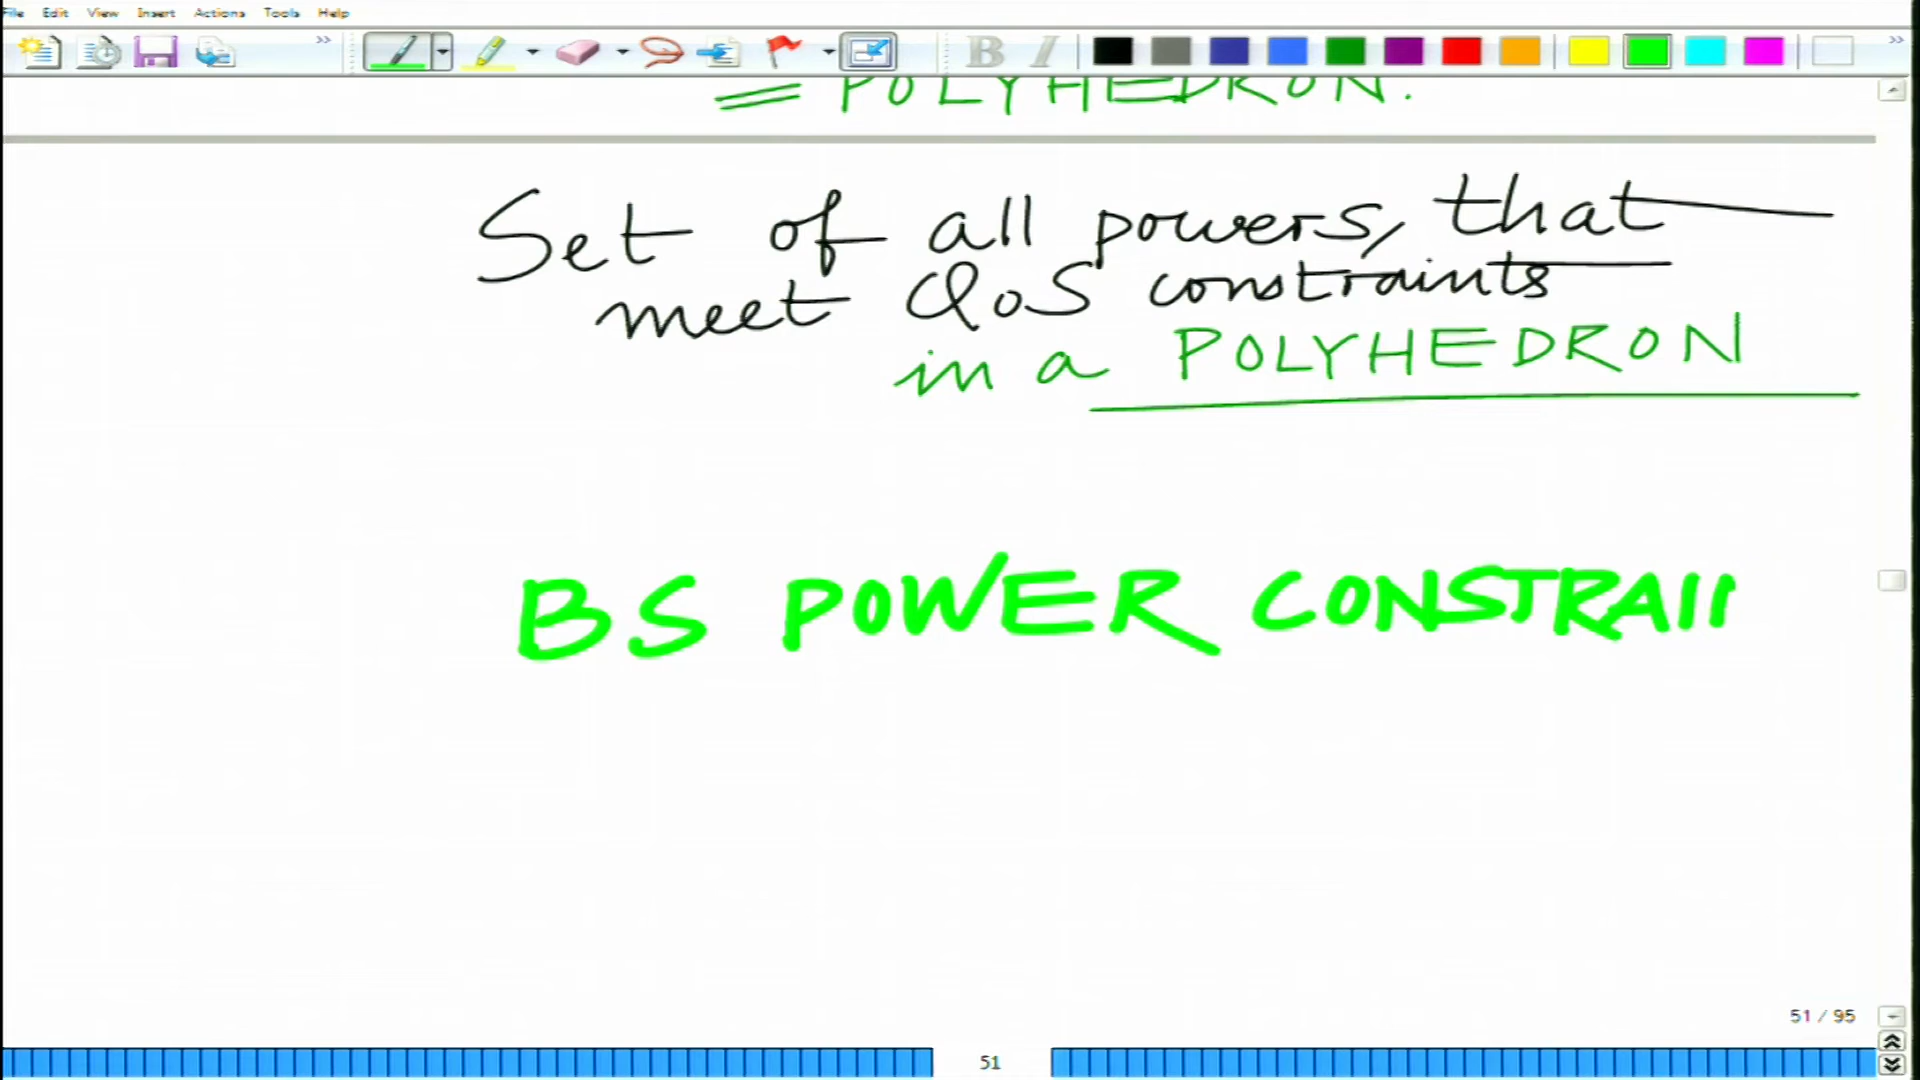 File Edit View Insert Actions Tools Help
= POLYHEDRON.
Set of all powers, that
meet QoS constraints
in a POLYHEDRON
BS POWER CONSTRAI
51 / 95
51